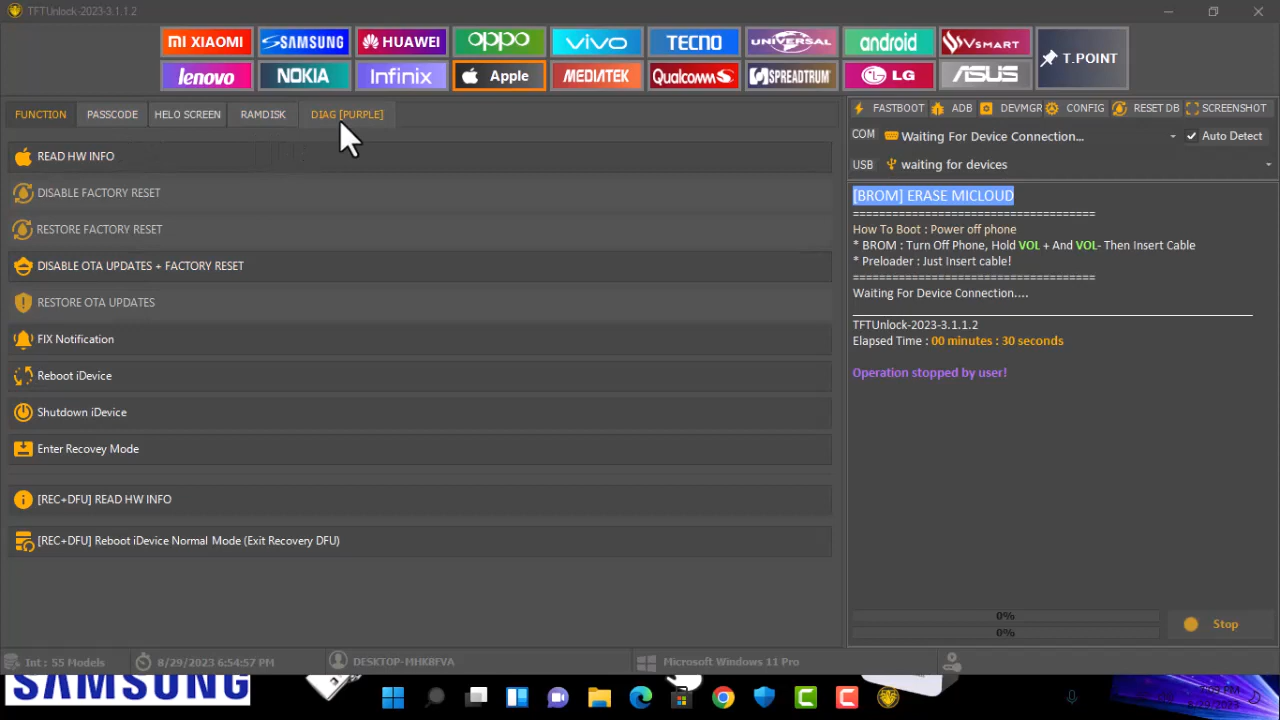 TFTUnlock-2023-3.1.1.2
XIAOMI SAMSUNG HUAWEI oppo vivo TECNO UNIVERSAL android VSMART T.POINT
lenovo NOKIA Infinix Apple MEDIATEK Qualcomm SPREADTRUM LG ASUS
FUNCTION PASSCODE HELO SCREEN RAMDISK DIAG [PURPLE]
FASTBOOT ADB DEVMGR CONFIG RESET DB SCREENSHOT
COM Waiting For Device Connection... Auto Detect
USB waiting for devices
READ HW INFO
DISABLE FACTORY RESET
RESTORE FACTORY RESET
DISABLE OTA UPDATES + FACTORY RESET
RESTORE OTA UPDATES
FIX Notification
Reboot iDevice
Shutdown iDevice
Enter Recovey Mode
[REC+DFU] READ HW INFO
[REC+DFU] Reboot iDevice Normal Mode (Exit Recovery DFU)
[BROM] ERASE MICLOUD
=====================================
How To Boot : Power off phone
* BROM : Turn Off Phone, Hold VOL + And VOL- Then Insert Cable
* Preloader : Just Insert cable!
=====================================
Waiting For Device Connection....
TFTUnlock-2023-3.1.1.2
Elapsed Time : 00 minutes : 30 seconds
Operation stopped by user!
0%
0%
Stop
Int : 55 Models 8/29/2023 6:54:57 PM DESKTOP-MHKBFVA Microsoft Windows 11 Pro
SAMSUNG
8/29/2023